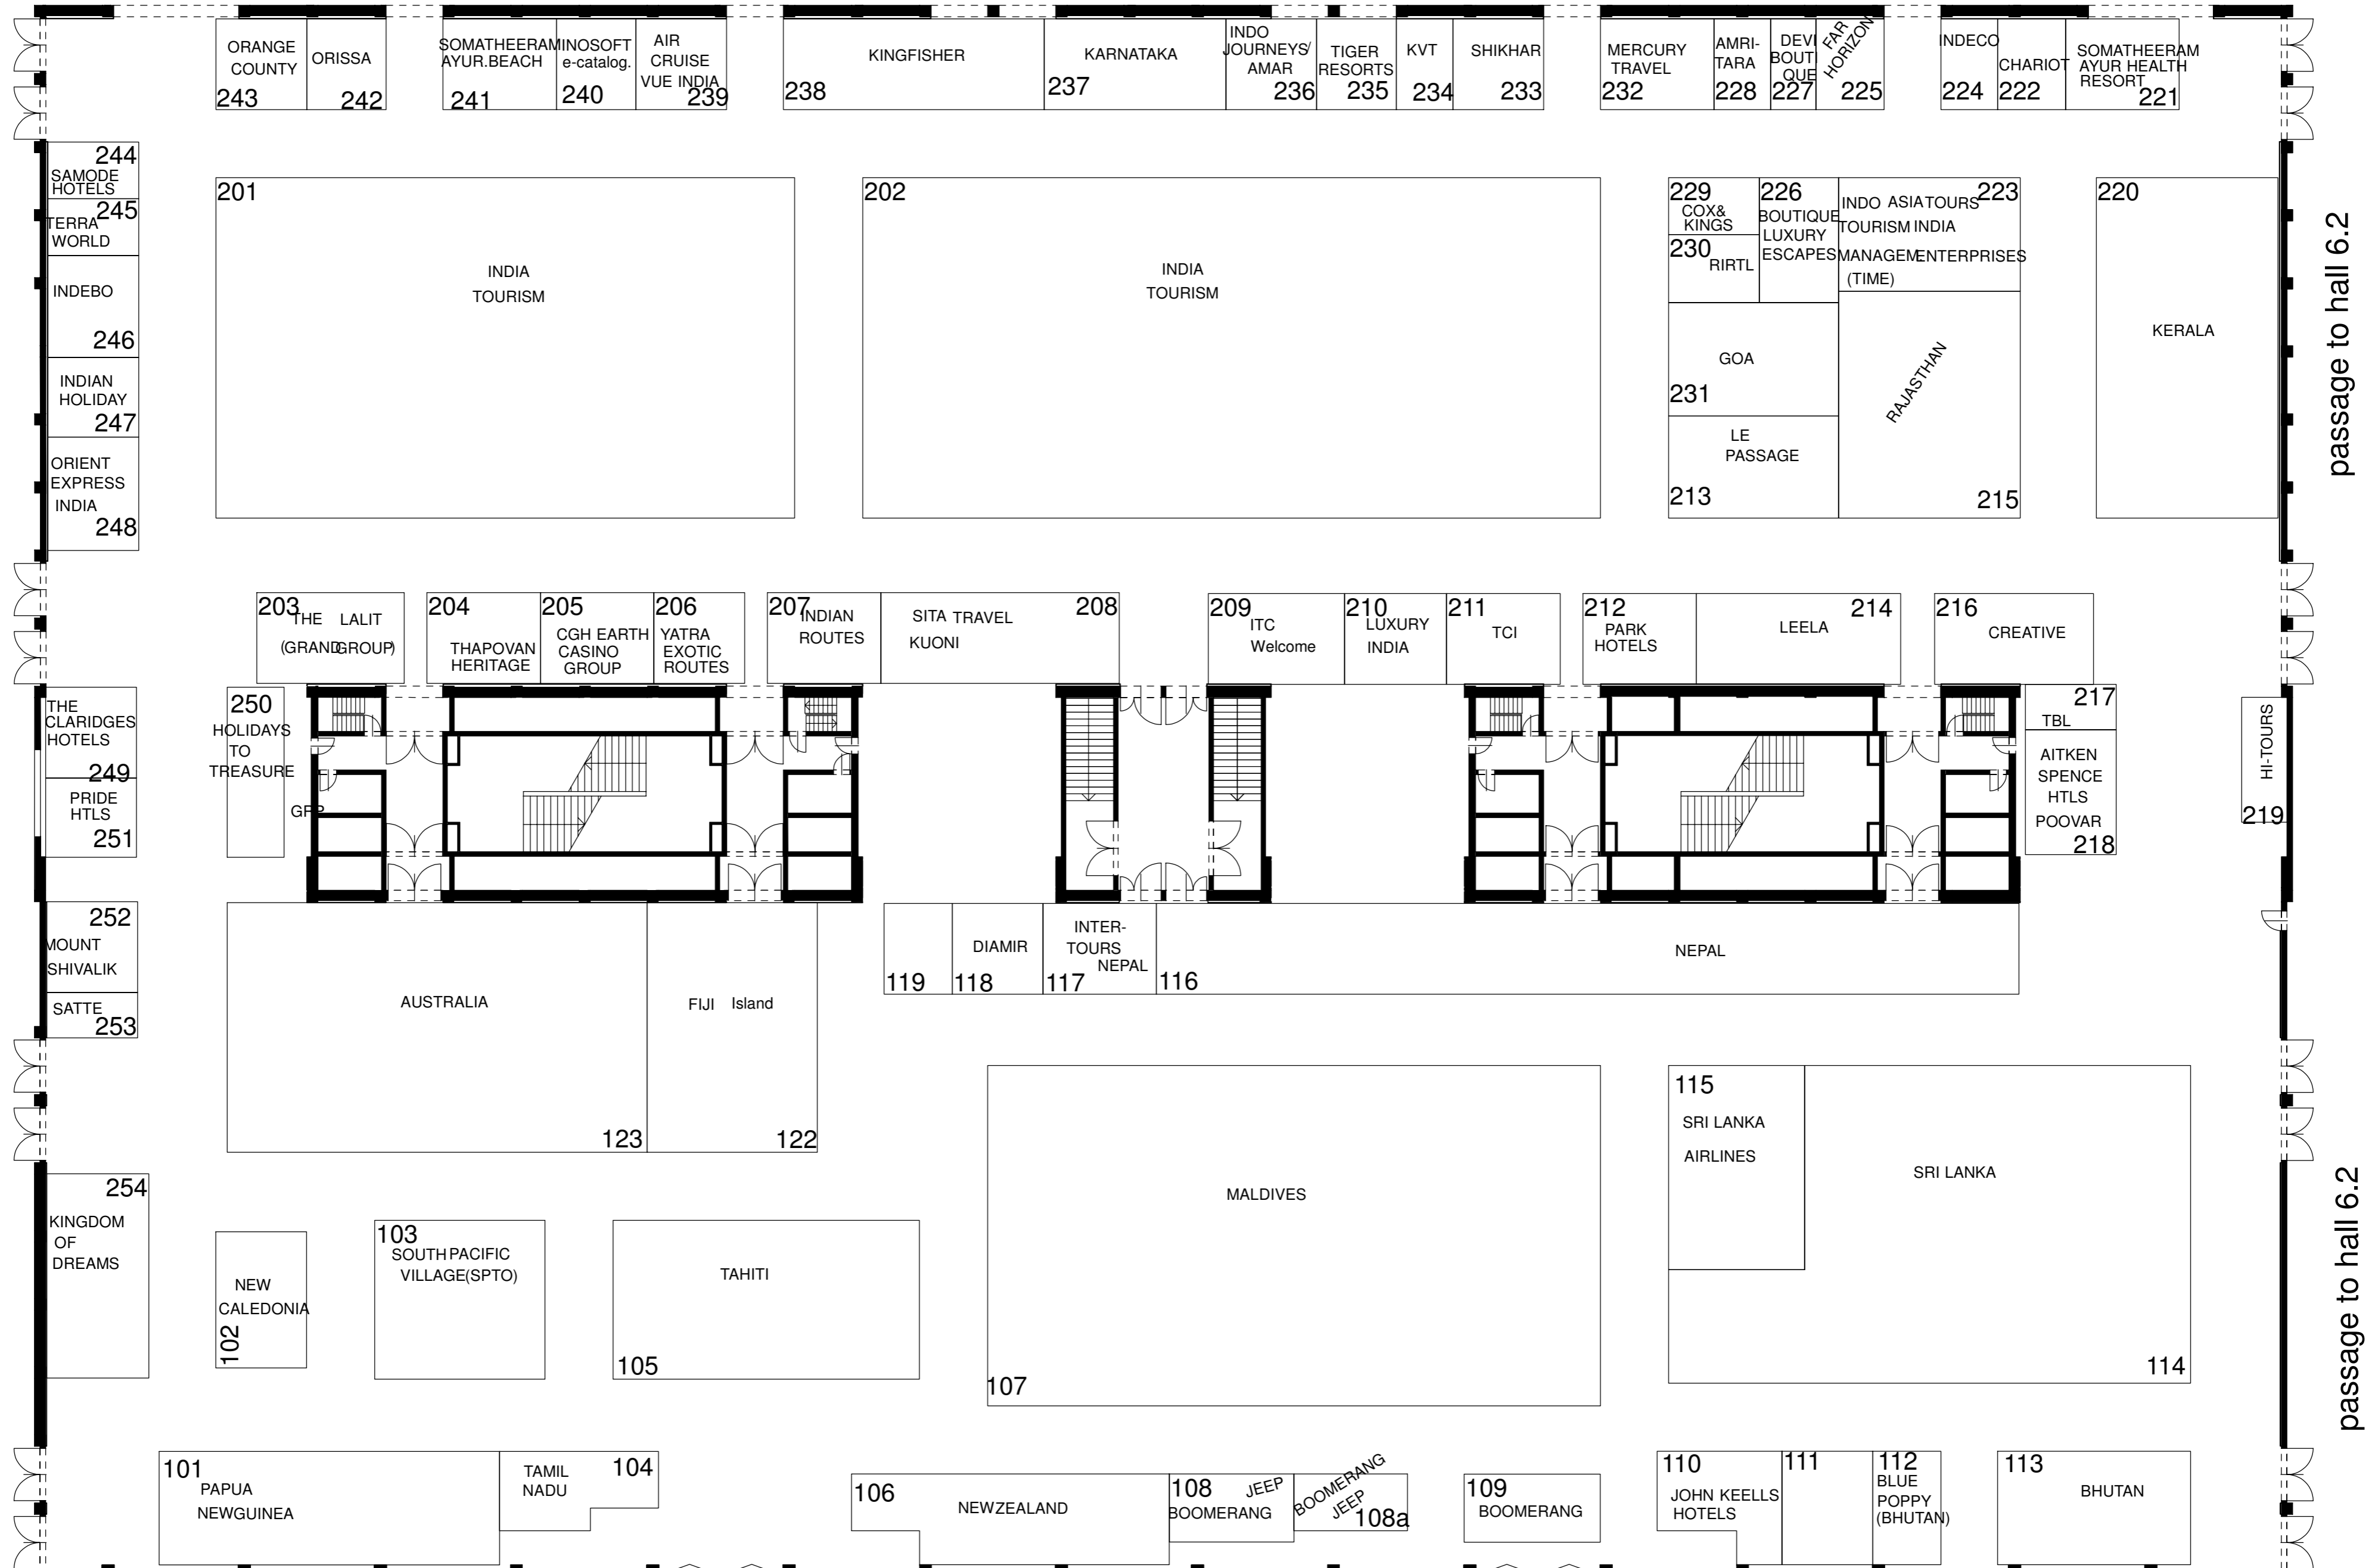 ORANGE
COUNTY
243
ORISSA
242
SOMATHEERAM
AYUR.BEACH
241
INOSOFT
e-catalog.
240
AIR
CRUISE
VUE INDIA
239
KINGFISHER
238
KARNATAKA
237
INDO
JOURNEYS/
AMAR
236
TIGER
RESORTS
235
KVT
234
SHIKHAR
233
MERCURY
TRAVEL
232
AMRI-
TARA
228
DEVI
BOUTI
QUE
227
FAR
HORIZON
225
INDECO
224
CHARIOT
222
SOMATHEERAM
AYUR HEALTH
RESORT
221
244
SAMODE
HOTELS
245
TERRA
WORLD
INDEBO
246
INDIAN
HOLIDAY
247
ORIENT
EXPRESS
INDIA
248
201
INDIA
TOURISM
202
INDIA
TOURISM
229
COX&
KINGS
230
RIRTL
226
BOUTIQUE
LUXURY
ESCAPES
223
INDO ASIA TOURS
TOURISM INDIA
MANAGEM. ENTERPRISES
(TIME)
GOA
231
LE
PASSAGE
213
RAJASTHAN
215
220
KERALA
passage to hall 6.2
203
THE LALIT
(GRAND GROUP)
204
THAPOVAN
HERITAGE
205
CGH EARTH
CASINO
GROUP
206
YATRA
EXOTIC
ROUTES
207
INDIAN
ROUTES
208
SITA TRAVEL
KUONI
209
ITC
Welcome
210
LUXURY
INDIA
211
TCI
212
PARK
HOTELS
214
LEELA
216
CREATIVE
THE
CLARIDGES
HOTELS
249
PRIDE
HTLS
251
250
HOLIDAYS
TO
TREASURE
GFP
217
TBL
AITKEN
SPENCE
HTLS
POOVAR
218
HI-TOURS
219
252
MOUNT
SHIVALIK
SATTE
253
AUSTRALIA
123
FIJI Island
122
119
DIAMIR
118
INTER-
TOURS
NEPAL
117
116
NEPAL
254
KINGDOM
OF
DREAMS
NEW
CALEDONIA
102
103
SOUTH PACIFIC
VILLAGE(SPTO)
TAHITI
105
MALDIVES
107
115
SRI LANKA
AIRLINES
SRI LANKA
114
passage to hall 6.2
101
PAPUA
NEWGUINEA
TAMIL
NADU
104
106
NEWZEALAND
108
JEEP
BOOMERANG
BOOMERANG
JEEP
108a
109
BOOMERANG
110
JOHN KEELLS
HOTELS
111
112
BLUE
POPPY
(BHUTAN)
113
BHUTAN